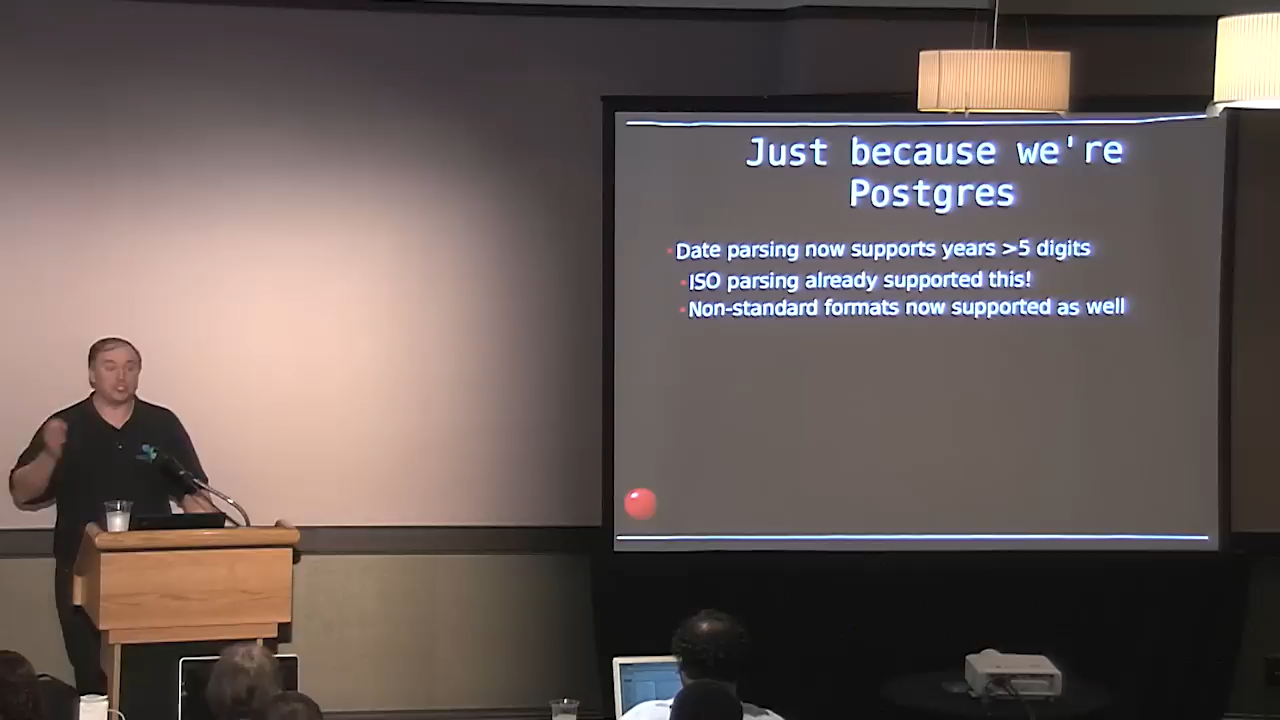 Just because we're
Postgres
Date parsing now supports years >5 digits
ISO parsing already supported this!
Non-standard formats now supported as well